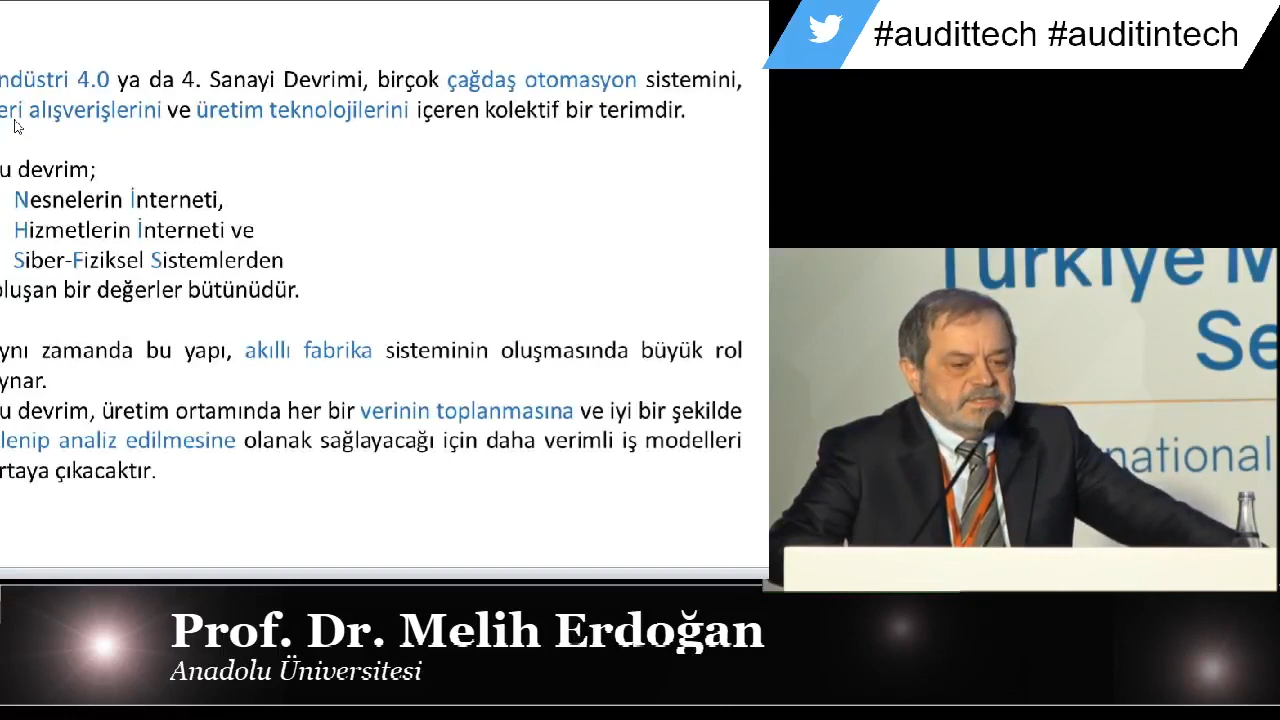 #audittech #auditintech
ndüstri 4.0 ya da 4. Sanayi Devrimi, birçok çağdaş otomasyon sistemini,
eri alışverişlerini ve üretim teknolojilerini içeren kolektif bir terimdir.
u devrim;
Nesnelerin İnterneti,
Hizmetlerin İnterneti ve
Siber-Fiziksel Sistemlerden
oluşan bir değerler bütünüdür.
ynı zamanda bu yapı, akıllı fabrika sisteminin oluşmasında büyük rol
ynar.
u devrim, üretim ortamında her bir verinin toplanmasına ve iyi bir şekilde
lenip analiz edilmesine olanak sağlayacağı için daha verimli iş modelleri
rtaya çıkacaktır.
Türkiye M
Se
national
Prof. Dr. Melih Erdoğan
Anadolu Üniversitesi